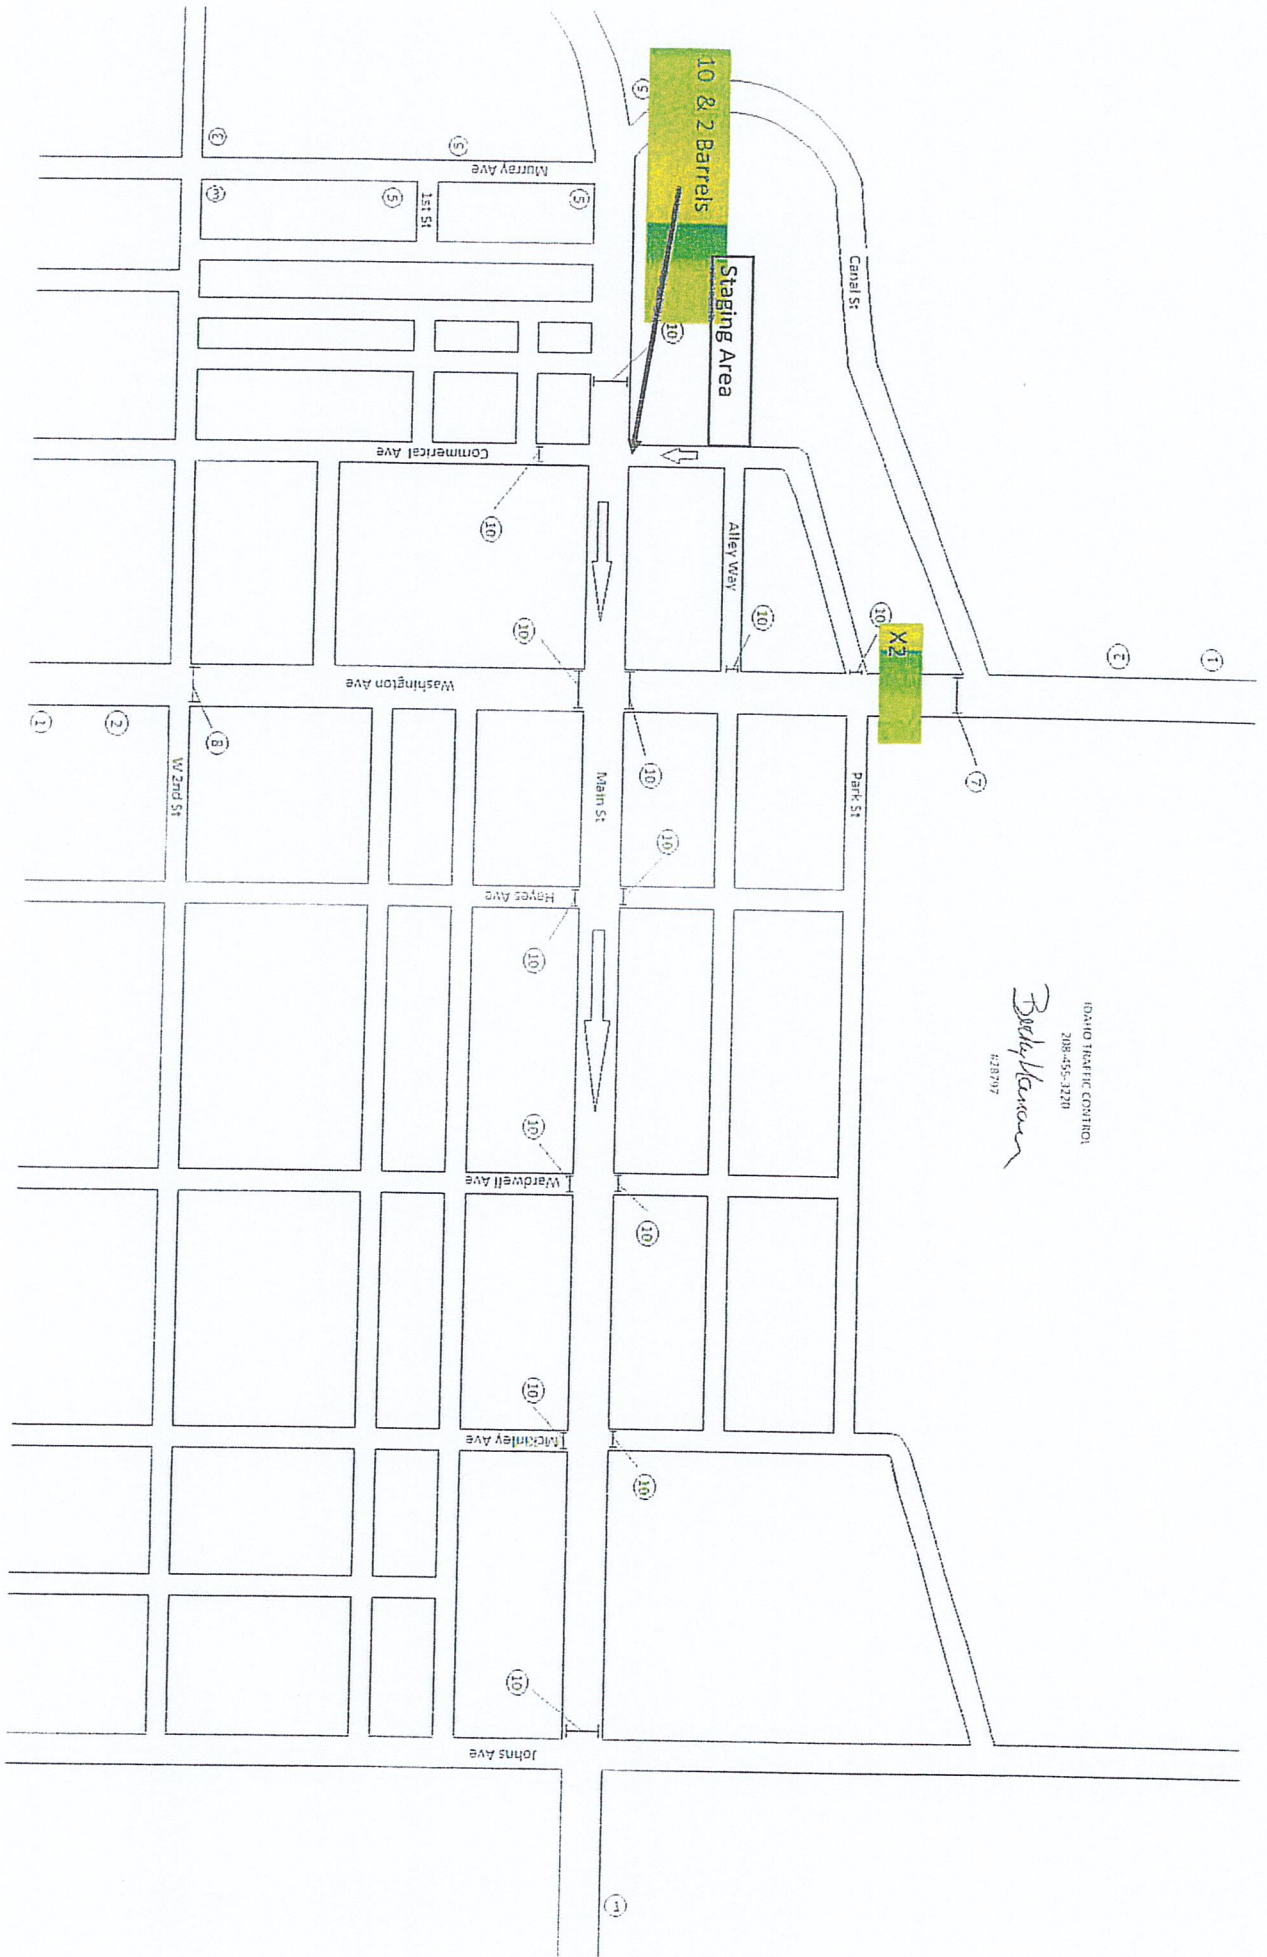 1
2
IDAHO TRAFFIC CONTROL
208-455-3220
#28797
7
X2
10
Canal St
Park St
10
Alley Way
Staging Area
10 & 2 Barrels
10
10
10
10
10
5
1
Main St
5
Murray Ave
10
10
10
10
10
10
Hayes Ave
Wardwell Ave
McKinley Ave
Johns Ave
5
1st St
5
Commerical Ave
Washington Ave
3
3
8
W 2nd St
2
1